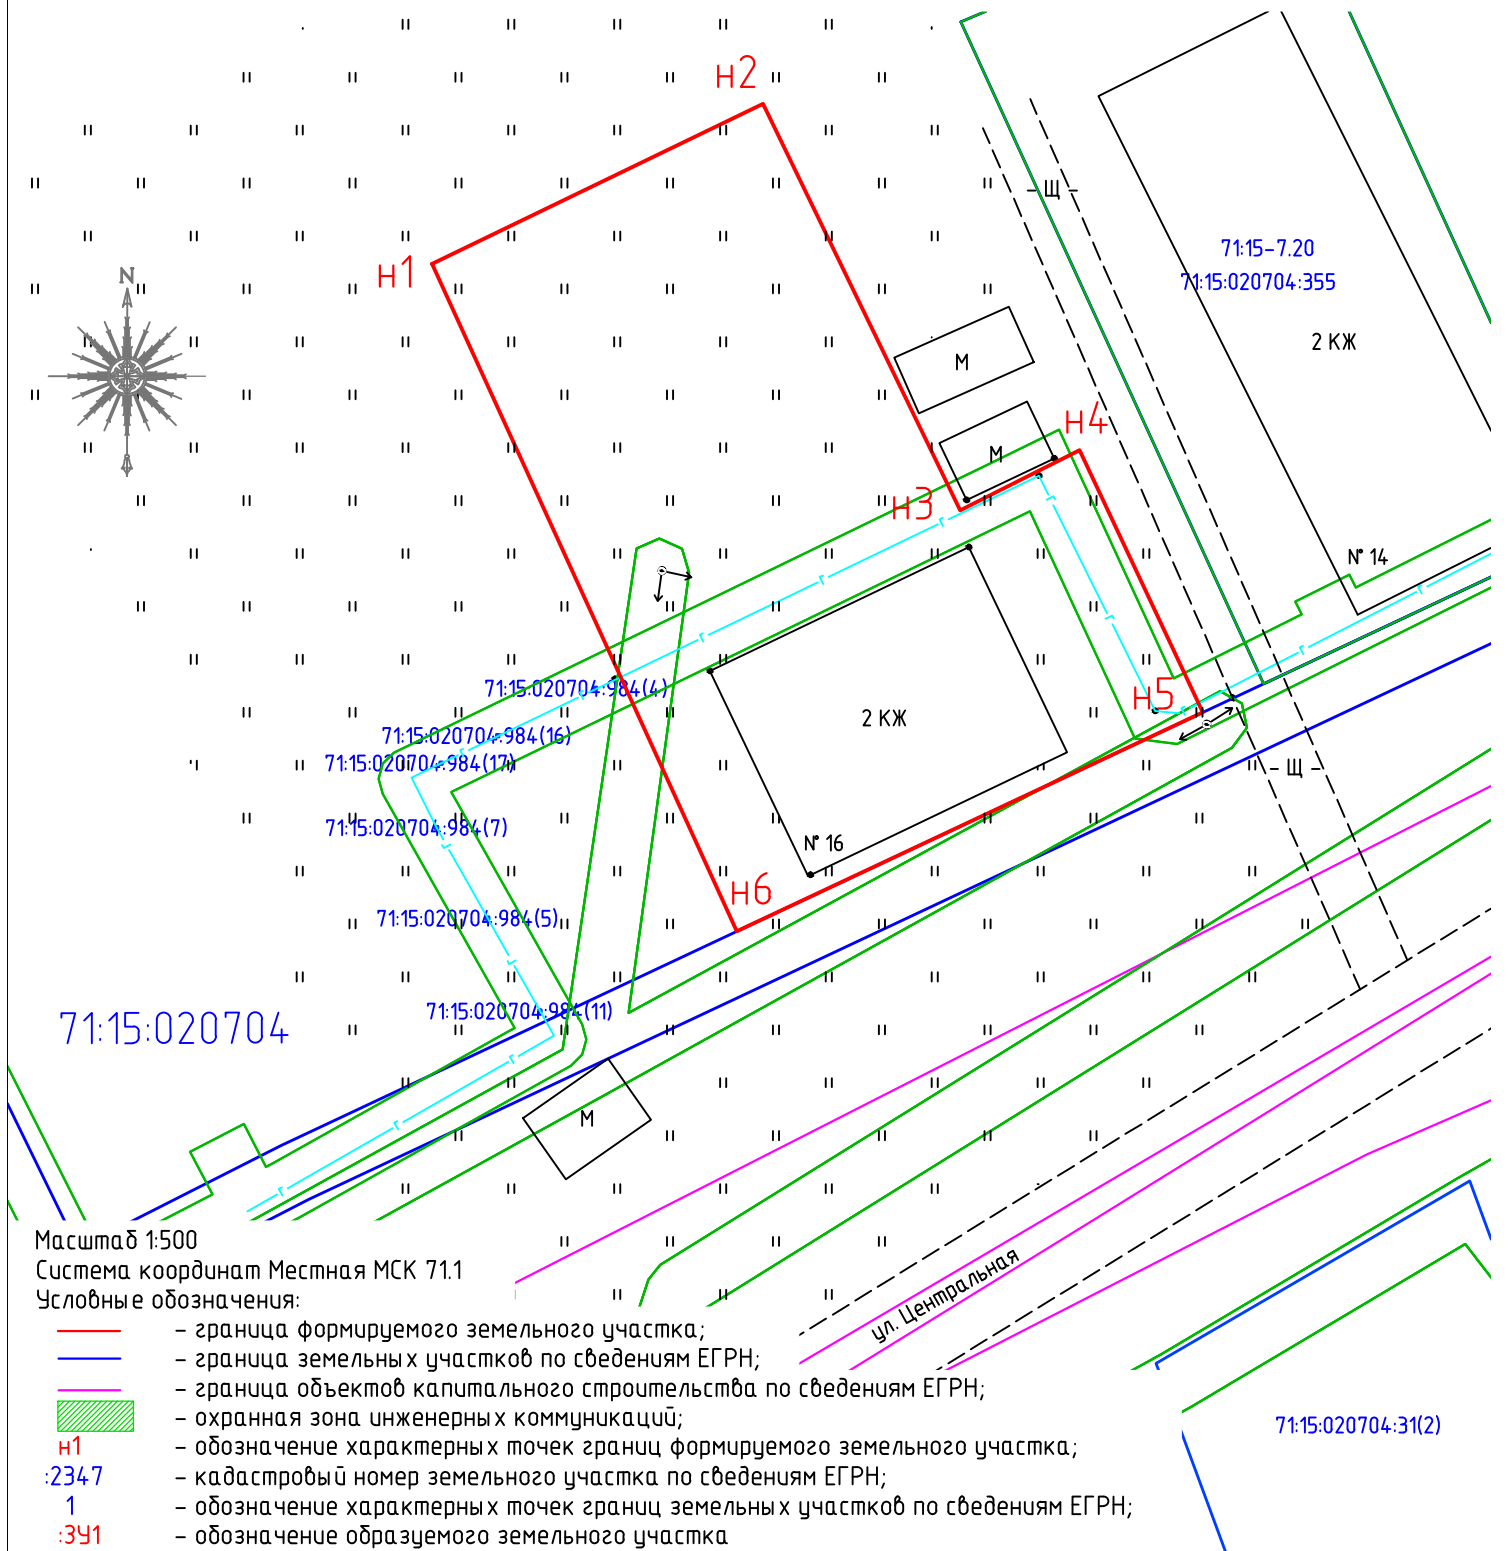 н2
Щ
71:15-7.20
71:15:020704:355
2 КЖ
н1
N
М
н4
М
н3
№ 14
71:15:020704:984(4)
н5
71:15:020704:984(16)
2 КЖ
71:15:020704:984(17)
Щ
71:15:020704:984(7)
№ 16
н6
71:15:020704:984(5)
71:15:020704:984(11)
71:15:020704
М
ул. Центральная
71:15:020704:31(2)
Масштаб 1:500
Система координат Местная МСК 71.1
Условные обозначения:
– граница формируемого земельного участка;
– граница земельных участков по сведениям ЕГРН;
– граница объектов капитального строительства по сведениям ЕГРН;
– охранная зона инженерных коммуникаций;
н1 – обозначение характерных точек границ формируемого земельного участка;
:2347 – кадастровый номер земельного участка по сведениям ЕГРН;
1 – обозначение характерных точек границ земельных участков по сведениям ЕГРН;
:ЗУ1 – обозначение образуемого земельного участка